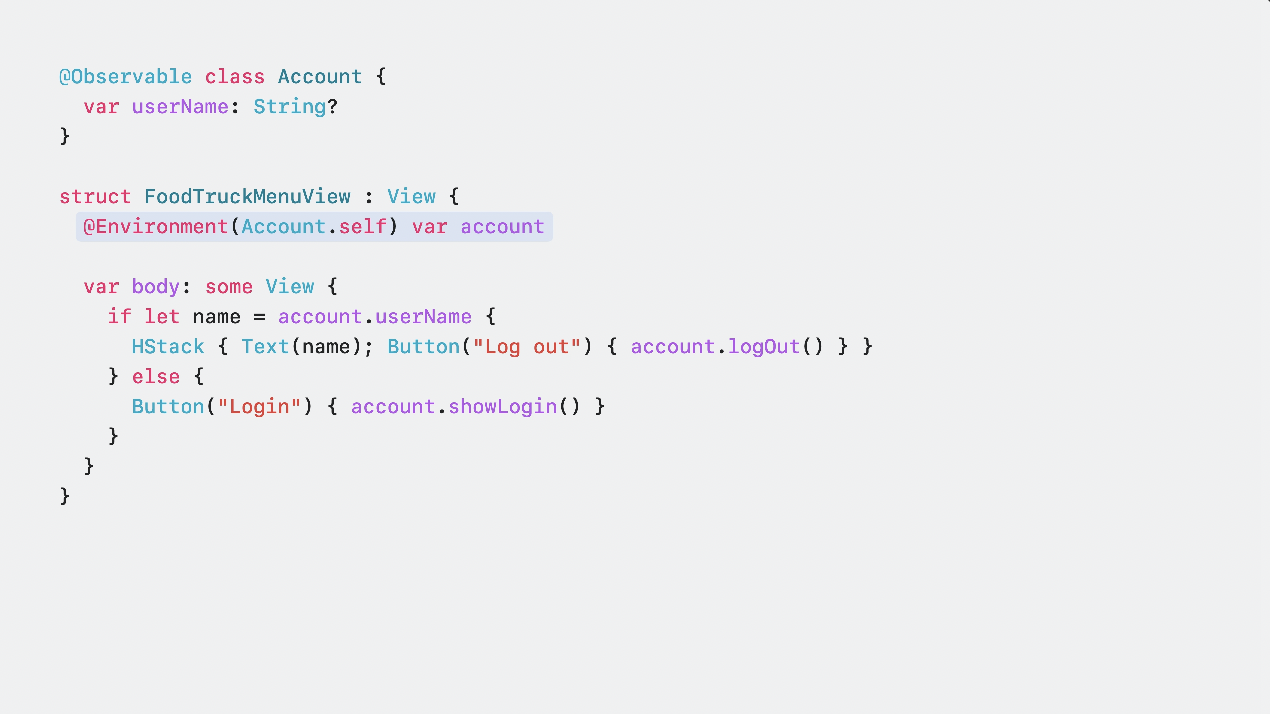 @Observable class Account {
  var userName: String?
}

struct FoodTruckMenuView : View {
  @Environment(Account.self) var account

  var body: some View {
    if let name = account.userName {
      HStack { Text(name); Button("Log out") { account.logOut() } }
    } else {
      Button("Login") { account.showLogin() }
    }
  }
}